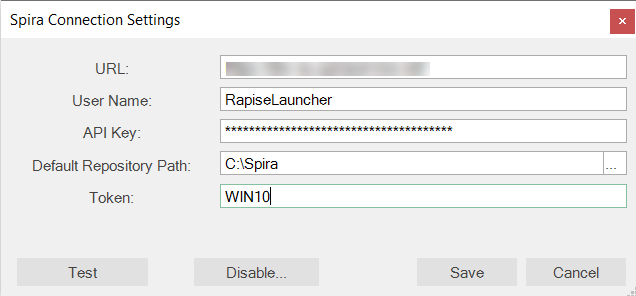 Spira Connection Settings
URL:
User Name: RapiseLauncher
API Key: **************************************
Default Repository Path: C:\Spira ...
Token: WIN10
Test Disable... Save Cancel